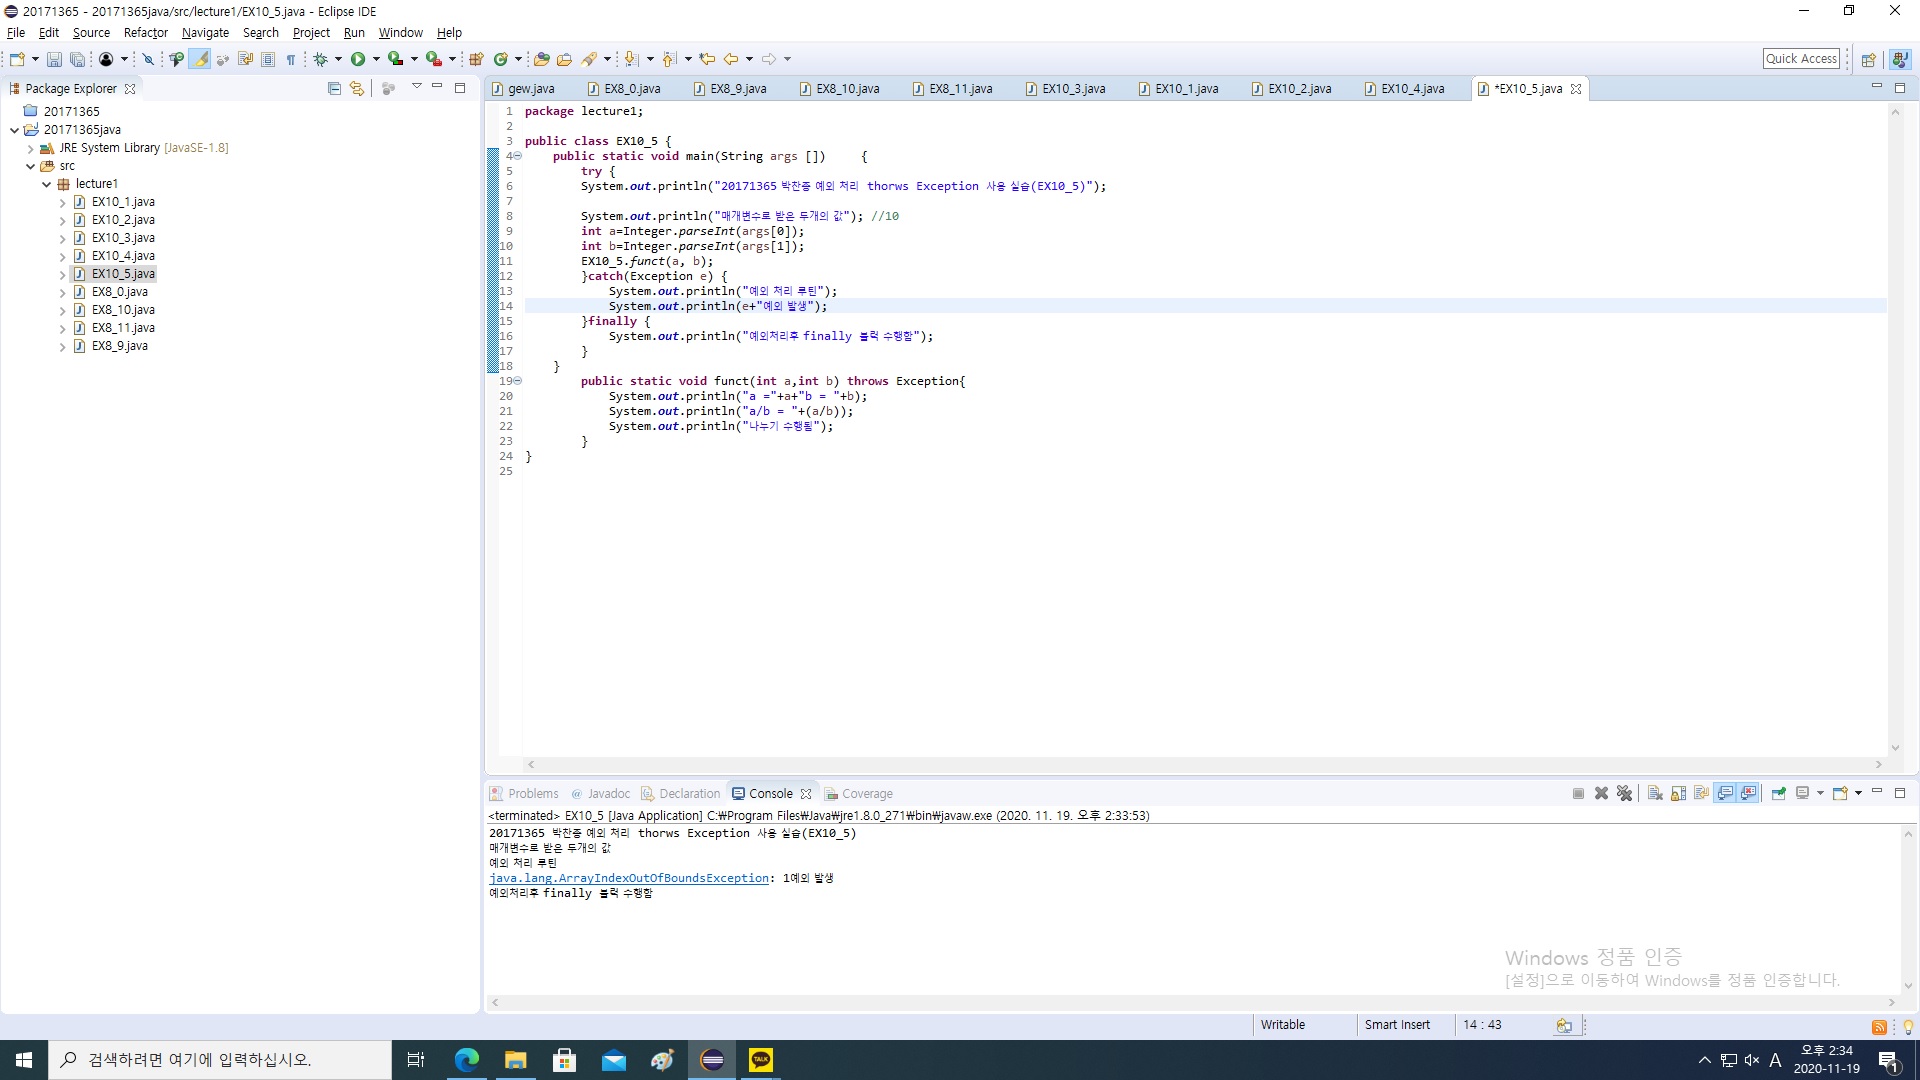 20171365 - 20171365java/src/lecture1/EX10_5.java - Eclipse IDE
File Edit Source Refactor Navigate Search Project Run Window Help
Quick Access
Package Explorer
20171365
20171365java
JRE System Library [JavaSE-1.8]
src
lecture1
EX10_1.java
EX10_2.java
EX10_3.java
EX10_4.java
EX10_5.java
EX8_0.java
EX8_10.java
EX8_11.java
EX8_9.java
gew.java EX8_0.java EX8_9.java EX8_10.java EX8_11.java EX10_3.java EX10_1.java EX10_2.java EX10_4.java *EX10_5.java
1 package lecture1;
2
3 public class EX10_5 {
4 public static void main(String args []) {
5 try {
6 System.out.println("20171365 박찬종 예외 처리 thorws Exception 사용 실습(EX10_5)");
7
8 System.out.println("매개변수로 받은 두개의 값"); //10
9 int a=Integer.parseInt(args[0]);
10 int b=Integer.parseInt(args[1]);
11 EX10_5.funct(a, b);
12 }catch(Exception e) {
13 System.out.println("예외 처리 루틴");
14 System.out.println(e+"예외 발생");
15 }finally {
16 System.out.println("예외처리후 finally 블럭 수행함");
17 }
18 }
19 public static void funct(int a,int b) throws Exception{
20 System.out.println("a ="+a+"b = "+b);
21 System.out.println("a/b = "+(a/b));
22 System.out.println("나누기 수행됨");
23 }
24 }
25
Problems Javadoc Declaration Console Coverage
<terminated> EX10_5 [Java Application] C:₩Program Files₩Java₩jre1.8.0_271₩bin₩javaw.exe (2020. 11. 19. 오후 2:33:53)
20171365 박찬종 예외 처리 thorws Exception 사용 실습(EX10_5)
매개변수로 받은 두개의 값
예외 처리 루틴
java.lang.ArrayIndexOutOfBoundsException: 1예외 발생
예외처리후 finally 블럭 수행함
Windows 정품 인증
[설정]으로 이동하여 Windows를 정품 인증합니다.
Writable Smart Insert 14 : 43
검색하려면 여기에 입력하십시오.
TALK
A
오후 2:34
2020-11-19
1